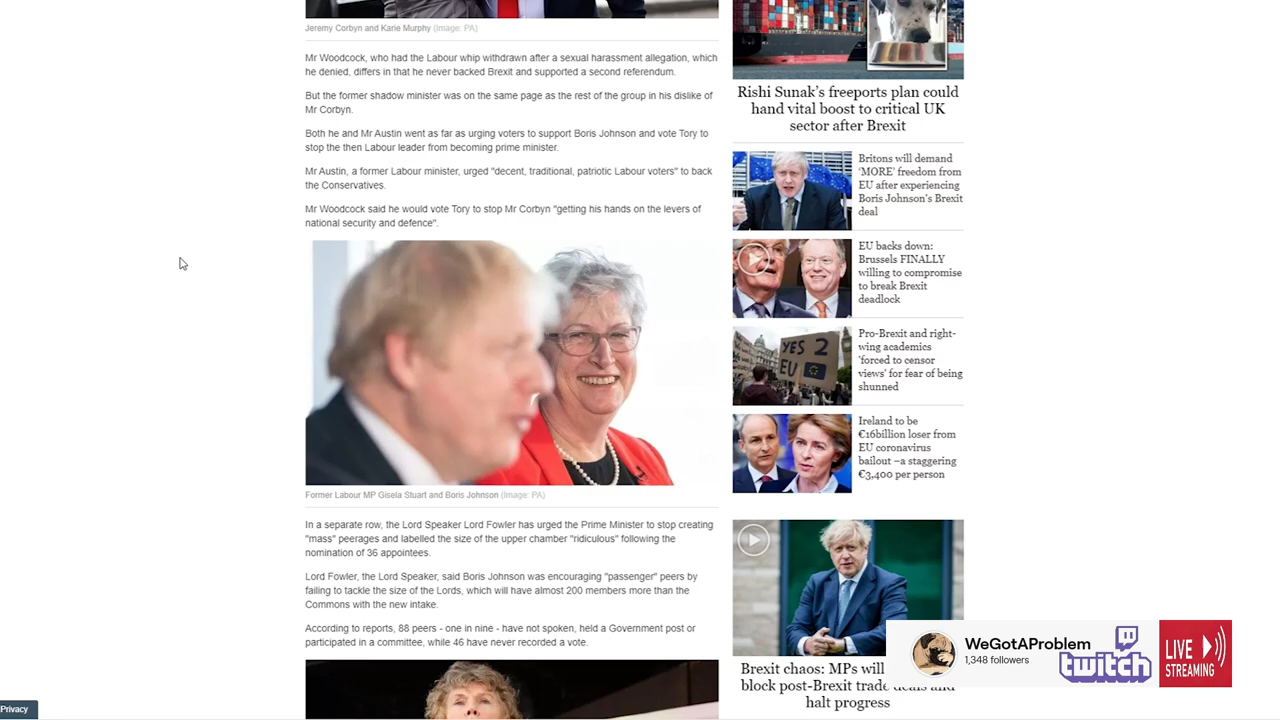 Jeremy Corbyn and Karie Murphy (Image: PA)
Mr Woodcock, who had the Labour whip withdrawn after a sexual harassment allegation, which
he denied, differs in that he never backed Brexit and supported a second referendum.
But the former shadow minister was on the same page as the rest of the group in his dislike of
Mr Corbyn.
Both he and Mr Austin went as far as urging voters to support Boris Johnson and vote Tory to
stop the then Labour leader from becoming prime minister.
Mr Austin, a former Labour minister, urged "decent, traditional, patriotic Labour voters" to back
the Conservatives.
Mr Woodcock said he would vote Tory to stop Mr Corbyn "getting his hands on the levers of
national security and defence".
Former Labour MP Gisela Stuart and Boris Johnson (Image: PA)
In a separate row, the Lord Speaker Lord Fowler has urged the Prime Minister to stop creating
"mass" peerages and labelled the size of the upper chamber "ridiculous" following the
nomination of 36 appointees.
Lord Fowler, the Lord Speaker, said Boris Johnson was encouraging "passenger" peers by
failing to tackle the size of the Lords, which will have almost 200 members more than the
Commons with the new intake.
According to reports, 88 peers - one in nine - have not spoken, held a Government post or
participated in a committee, while 46 have never recorded a vote.
Rishi Sunak's freeports plan could
hand vital boost to critical UK
sector after Brexit
Britons will demand
'MORE' freedom from
EU after experiencing
Boris Johnson's Brexit
deal
EU backs down:
Brussels FINALLY
willing to compromise
to break Brexit
deadlock
YES 2
EU
Pro-Brexit and right-
wing academics
'forced to censor
views' for fear of being
shunned
Ireland to be
€16billion loser from
EU coronavirus
bailout –a staggering
€3,400 per person
Brexit chaos: MPs will
block post-Brexit trade deals and
halt progress
WeGotAProblem
1,348 followers
twitch
LIVE
STREAMING
Privacy